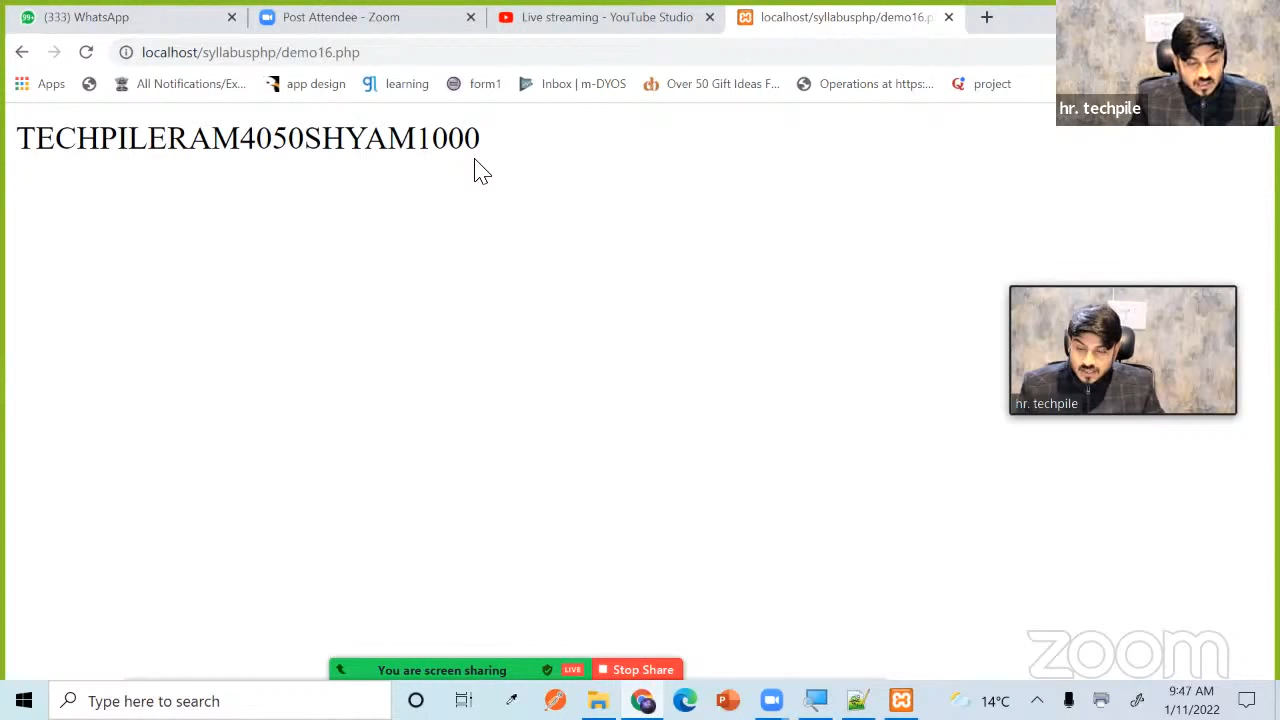 (333) WhatsApp
Post Attendee - Zoom
Live streaming - YouTube Studio
localhost/syllabusphp/demo16.p
localhost/syllabusphp/demo16.php
Apps
All Notifications/Ex...
app design
learning
form1
Inbox | m-DYOS
Over 50 Gift Ideas F...
Operations at https:...
project
hr. techpile
TECHPILERAM4050SHYAM1000
hr. techpile
zoom
You are screen sharing
LIVE
Stop Share
Type here to search
14°C
9:47 AM
1/11/2022